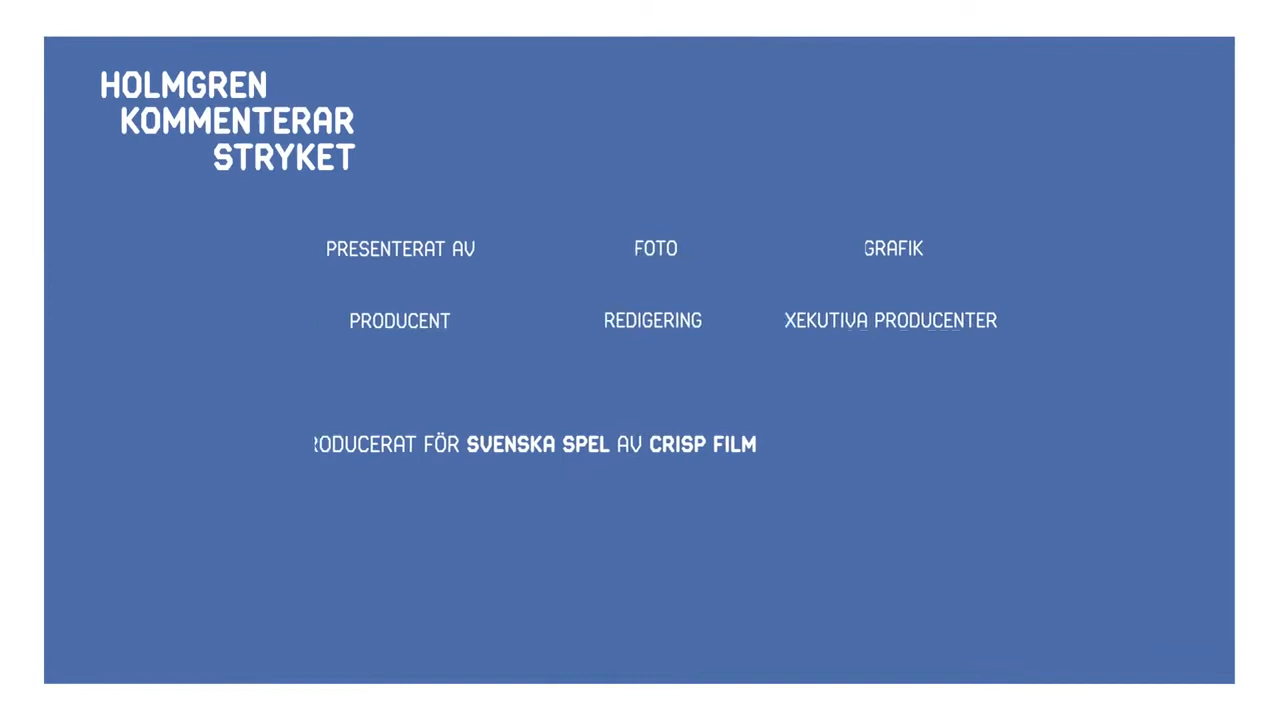 HOLMGREN
KOMMENTERAR
STRYKET
PRESENTERAT AV FOTO GRAFIK
PRODUCENT REDIGERING XEKUTIVA PRODUCENTER
RODUCERAT FÖR SVENSKA SPEL AV CRISP FILM